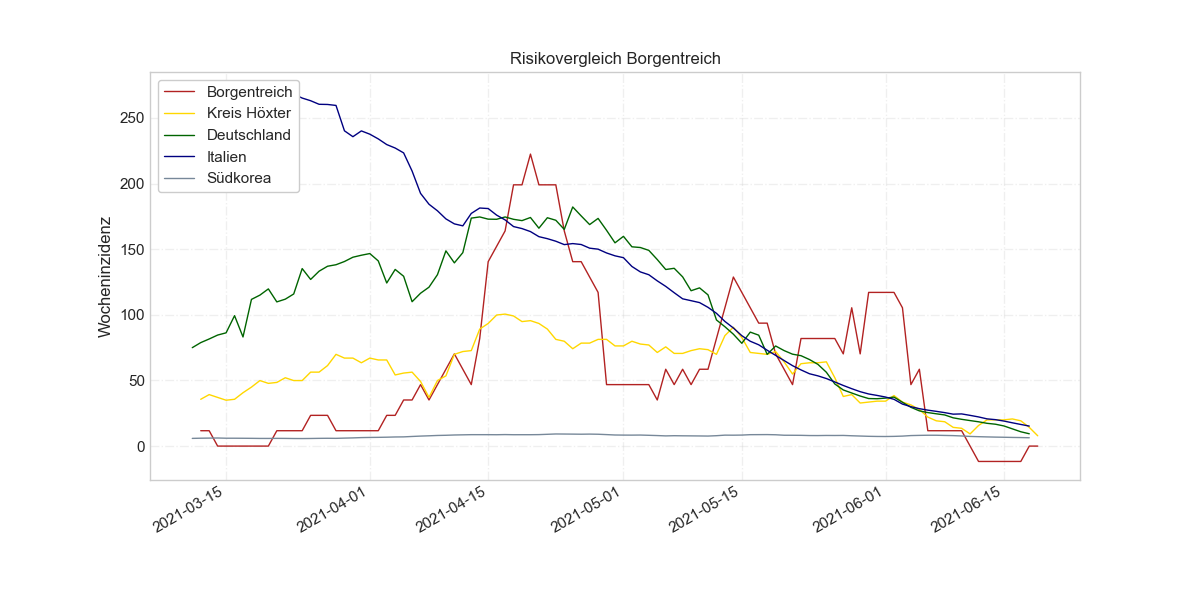 Risikovergleich Borgentreich
Borgentreich
Kreis Höxter
Deutschland
Italien
Südkorea
Wocheninzidenz
250
200
150
100
50
0
2021-03-15
2021-04-01
2021-04-15
2021-05-01
2021-05-15
2021-06-01
2021-06-15